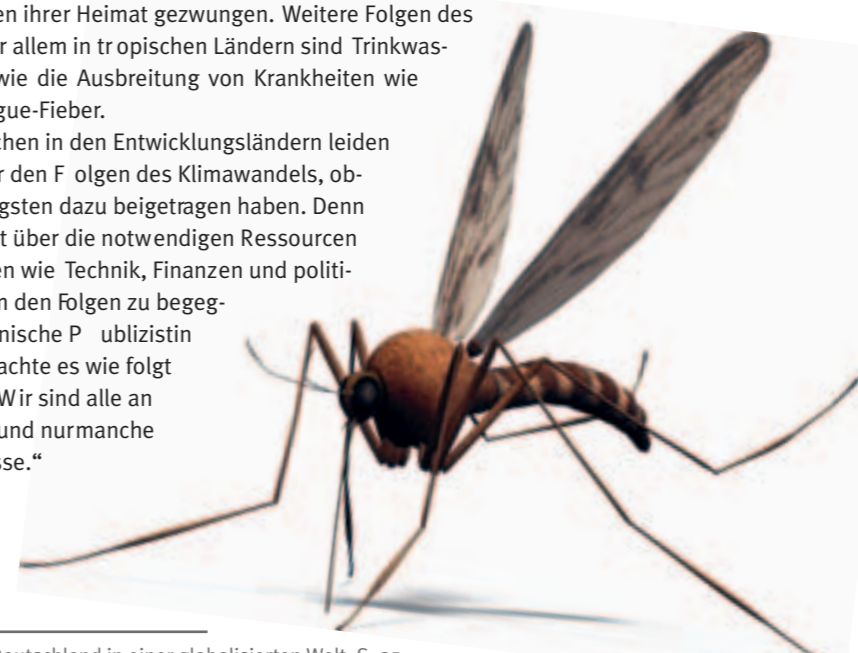 en ihrer Heimat gezwungen. Weitere Folgen des
r allem in tropischen Ländern sind Trinkwas-
wie die Ausbreitung von Krankheiten wie
gue-Fieber.
chen in den Entwicklungsländern leiden
r den F olgen des Klimawandels, ob-
gsten dazu beigetragen haben. Denn
t über die notwendigen Ressourcen
en wie Technik, Finanzen und politi-
n den Folgen zu begeg-
nische P ublizistin
achte es wie folgt
Wir sind alle an
und nurmanche
sse.“